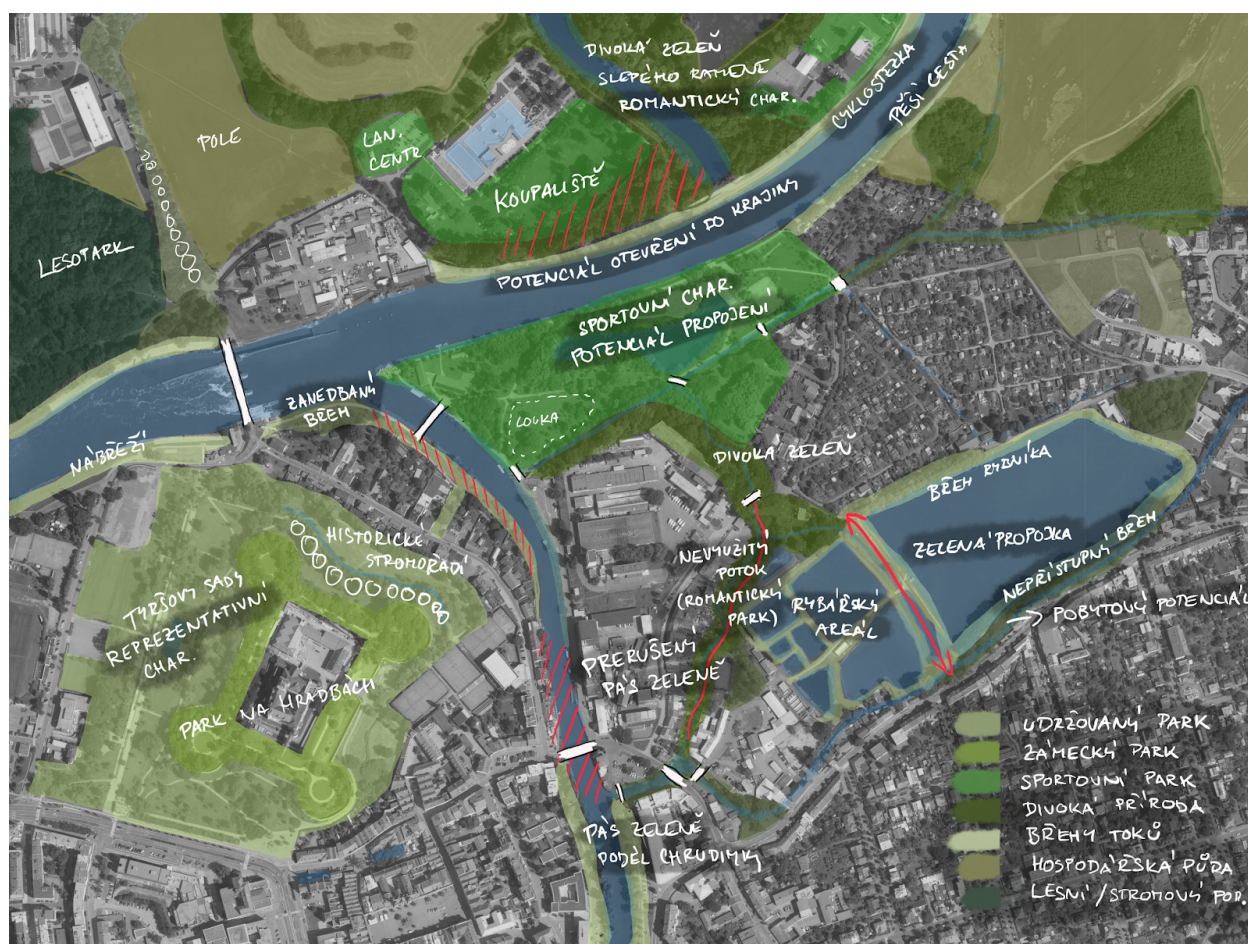 DIVOKÁ ZELEŇ
SLEPÉHO RAMENE
ROMANTICKÝ CHAR.
CYKLOSTEZKA
PĚŠÍ CESTA
POLE
LAN.
CENTR
KOUPALIŠTĚ
LESOPARK
POTENCIÁL OTEVŘENÍ DO KRAJINY
SPORTOVNÍ CHAR.
POTENCIÁL PROPOJENÍ
ZANEDBANÝ
BŘEH
LOUKA
NÁBŘEŽÍ
DIVOKÁ ZELEŇ
BŘEH RYBNÍKA
HISTORICKÉ
STROMOŘADÍ
NEVYUŽITÝ
POTOK
(ROMANTICKÝ
PARK)
ZELENÁ PROPOJKA
NEPŘÍSTUPNÝ BŘEH
→ POBYTOVÝ POTENCIÁL
TYRŠOVY SADY
REPREZENTATIVNÍ
CHAR.
RYBÁŘSKÝ
AREÁL
PŘERUŠENÝ
PÁS ZELENĚ
PARK NA HRADBÁCH
PÁS ZELENĚ
PODÉL CHRUDIMKY
UDRŽOVANÝ PARK
ZÁMECKÝ PARK
SPORTOVNÍ PARK
DIVOKÁ PŘÍRODA
BŘEHY TOKŮ
HOSPODÁŘSKÁ PŮDA
LESNÍ/STROMOVÝ POR.